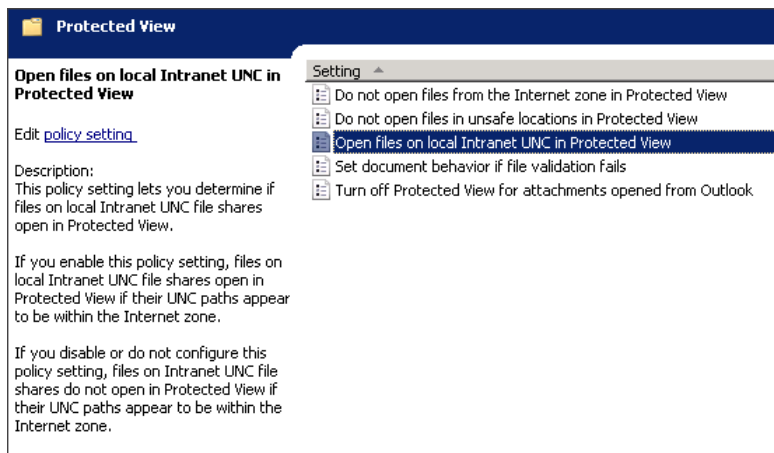 Protected View
Open files on local Intranet UNC in
Protected View
Edit policy setting
Description:
This policy setting lets you determine if
files on local Intranet UNC file shares
open in Protected View.
If you enable this policy setting, files on
local Intranet UNC file shares open in
Protected View if their UNC paths appear
to be within the Internet zone.
If you disable or do not configure this
policy setting, files on Intranet UNC file
shares do not open in Protected View if
their UNC paths appear to be within the
Internet zone.
Setting
Do not open files from the Internet zone in Protected View
Do not open files in unsafe locations in Protected View
Open files on local Intranet UNC in Protected View
Set document behavior if file validation fails
Turn off Protected View for attachments opened from Outlook